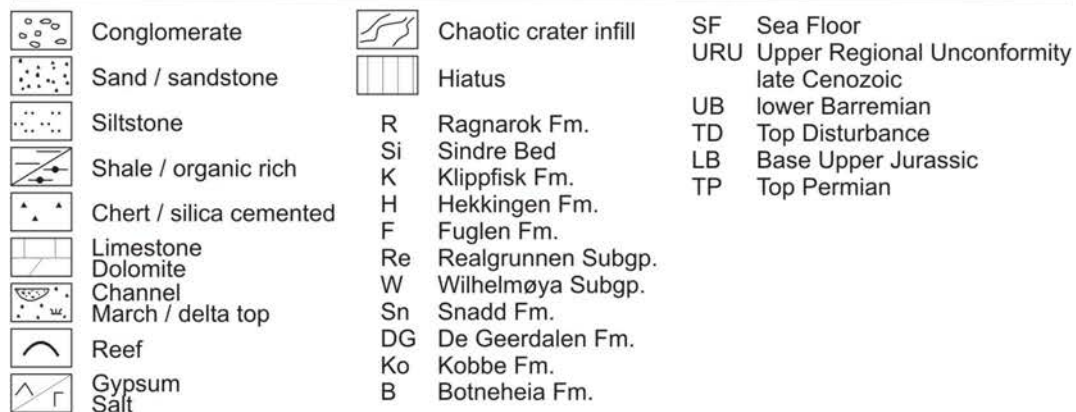 Conglomerate
Sand / sandstone
Siltstone
Shale / organic rich
Chert / silica cemented
Limestone
Dolomite
Channel
March / delta top
Reef
Gypsum
Salt
Chaotic crater infill
Hiatus
R Ragnarok Fm.
Si Sindre Bed
K Klippfisk Fm.
H Hekkingen Fm.
F Fuglen Fm.
Re Realgrunnen Subgp.
W Wilhelmøya Subgp.
Sn Snadd Fm.
DG De Geerdalen Fm.
Ko Kobbe Fm.
B Botneheia Fm.
SF Sea Floor
URU Upper Regional Unconformity
late Cenozoic
UB lower Barremian
TD Top Disturbance
LB Base Upper Jurassic
TP Top Permian